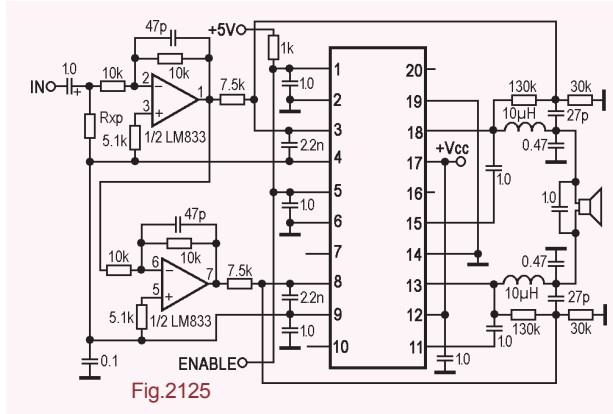 47p
+5V
10k
1k
1.0
10k
IN
2
1
7.5k
3
Rxp
5.1k
1/2 LM833
1.0
2.2n
1.0
47p
10k
10k
6
7
7.5k
5
5.1k
1/2 LM833
2.2n
1.0
0.1
ENABLE
1
2
3
4
5
6
7
8
9
10
20
19
18
17
16
15
14
13
12
11
130k
30k
10µH
27p
0.47
+Vcc
1.0
1.0
0.47
10µH
27p
1.0
130k
30k
1.0
Fig.2125